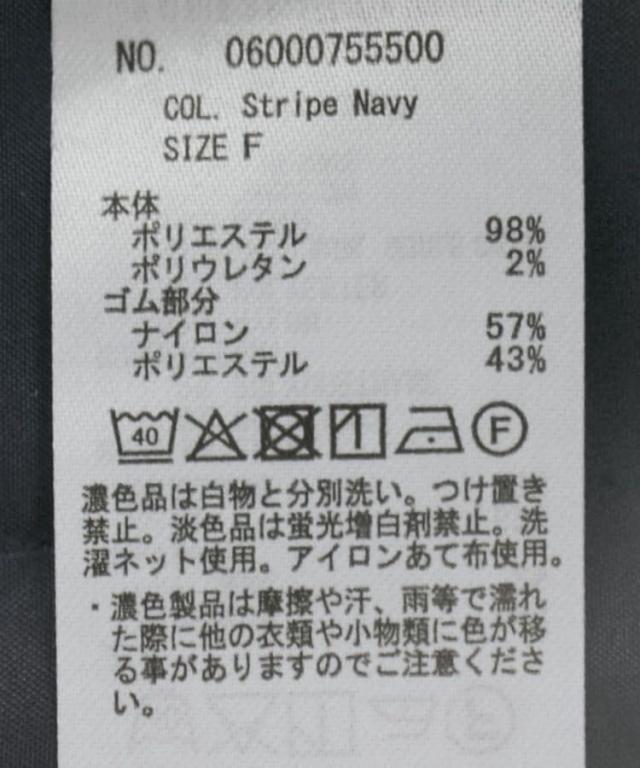 NO. 06000755500
COL. Stripe Navy
SIZE F
本体
ポリエステル 98%
ポリウレタン 2%
ゴム部分
ナイロン 57%
ポリエステル 43%
40 F
濃色品は白物と分別洗い。つけ置き
禁止。淡色品は蛍光増白剤禁止。洗
濯ネット使用。アイロンあて布使用。
・濃色製品は摩擦や汗、雨等で濡れ
た際に他の衣類や小物類に色が移
る事がありますのでご注意くださ
い。